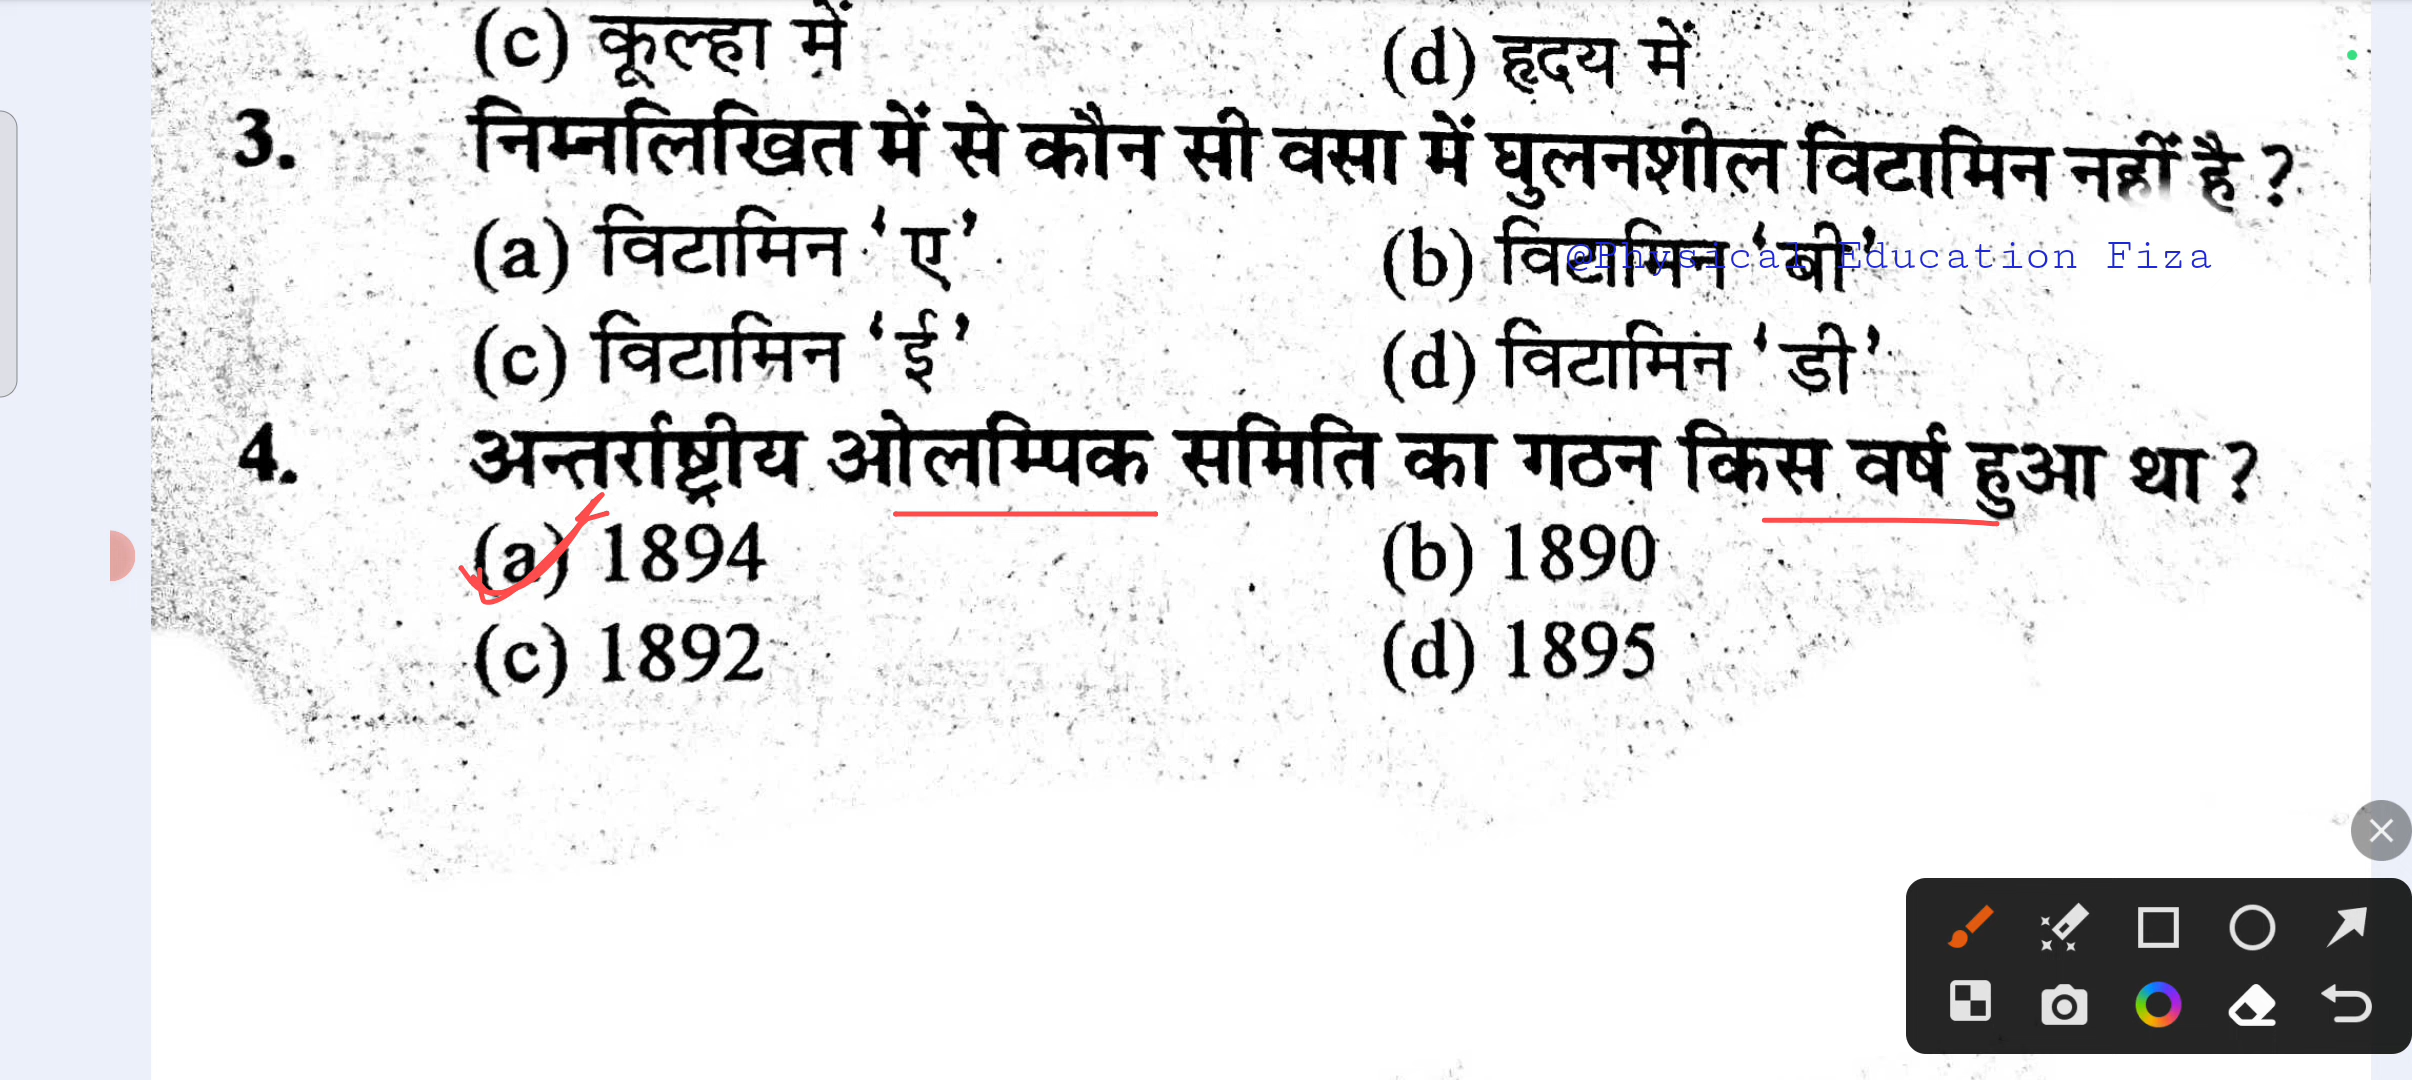 (c) कूल्हा में (d) हृदय में
3. निम्नलिखित में से कौन सी वसा में घुलनशील विटामिन नहीं है ?
(a) विटामिन ‘ए’ (b) विटामिन ‘बी’
@Physical Education Fiza
(c) विटामिन ‘ई’ (d) विटामिन ‘डी’
4. अन्तर्राष्ट्रीय ओलम्पिक समिति का गठन किस वर्ष हुआ था ?
(a) 1894 (b) 1890
(c) 1892 (d) 1895